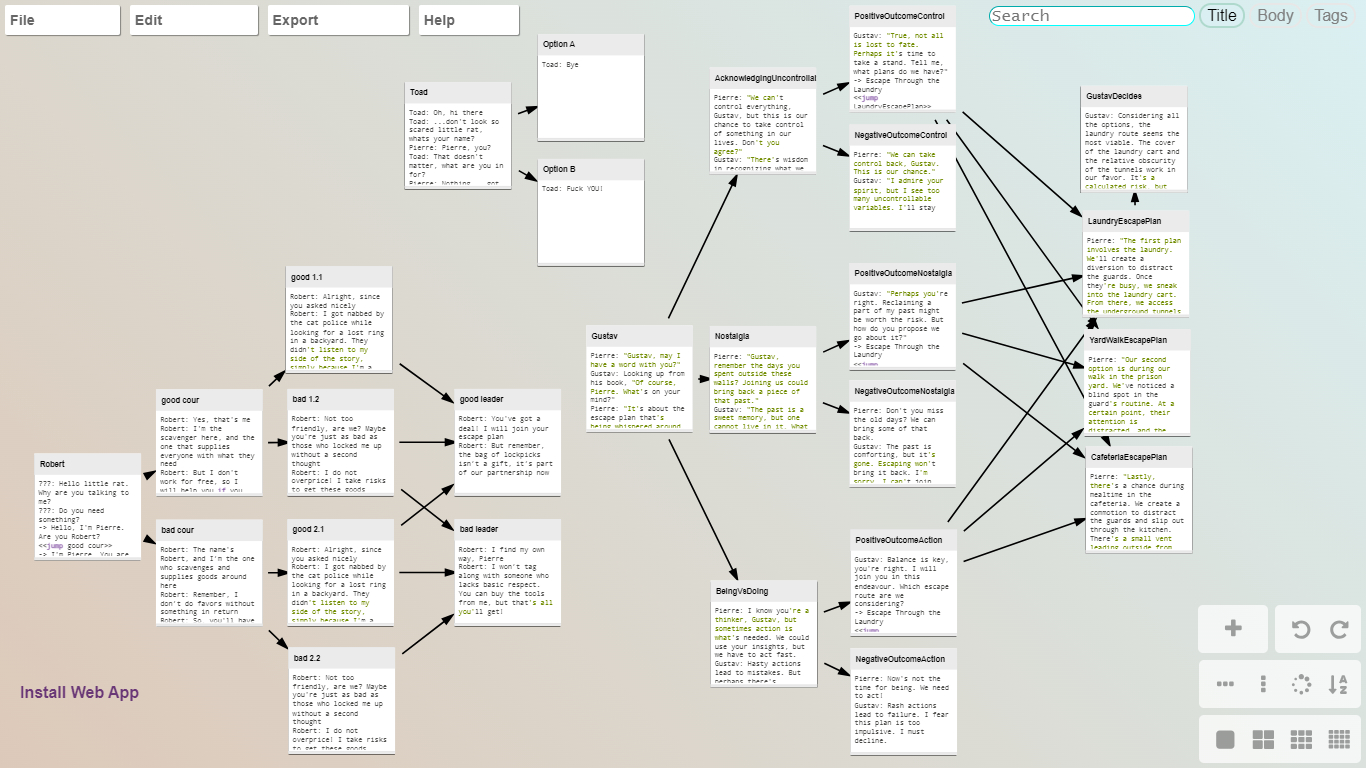 File
Edit
Export
Help
Search
Title
Body
Tags
Robert
???: Hello little rat.
Why are you talking to
me?
???: Do you need
something?
-> Hello, I'm Pierre.
Are you Robert?
<<jump good cour>>
-> I'm Pierre. You are
good cour
Robert: Yes, that's me
Robert: I'm the
scavenger here, and the
one that supplies
everyone with what they
need
Robert: But I don't
work for free, so I
will help you if you
bad cour
Robert: The name's
Robert, and I'm the one
who scavenges and
supplies goods around
here
Robert: Remember, I
don't do favors without
something in return
Robert: So, you'll have
good 1.1
Robert: Alright, since
you asked nicely
Robert: I got nabbed by
the cat police while
looking for a lost ring
in a backyard. They
didn't listen to my
side of the story,
simply because I'm a
bad 1.2
Robert: Not too
friendly, are we? Maybe
you're just as bad as
those who locked me up
without a second
thought
Robert: I do not
overprice! I take risks
to get these goods
good 2.1
Robert: Alright, since
you asked nicely
Robert: I got nabbed by
the cat police while
looking for a lost ring
in a backyard. They
didn't listen to my
side of the story,
simply because I'm a
bad 2.2
Robert: Not too
friendly, are we? Maybe
you're just as bad as
those who locked me up
without a second
thought
Robert: I do not
overprice! I take risks
to get these goods
good leader
Robert: You've got a
deal! I will join your
escape plan
Robert: But remember,
the bag of lockpicks
isn't a gift, it's part
of our partnership now
bad leader
Robert: I find my own
way, Pierre
Robert: I won't tag
along with someone who
lacks basic respect.
You can buy the tools
from me, but that's all
you'll get!
Toad
Toad: Oh, hi there
Toad: ...don't look so
scared little rat,
whats your name?
Pierre: Pierre, you?
Toad: That doesn't
matter, what are you in
for?
Pierre: Nothing
Option A
Toad: Bye
Option B
Toad: Fuck YOU!
Gustav
Pierre: "Gustav, may I
have a word with you?"
Gustav: Looking up from
his book, "Of course,
Pierre. What's on your
mind?"
Pierre: "It's about the
escape plan that's
being whispered around
AcknowledgingUncontrollal
Pierre: "We can't
control everything,
Gustav, but this is our
chance to take control
of something in our
lives. Don't you
agree?"
Gustav: "There's wisdom
in recognizing what we
Nostalgia
Pierre: "Gustav,
remember the days you
spent outside these
walls? Joining us could
bring back a piece of
that past."
Gustav: "The past is a
sweet memory, but one
cannot live in it. What
BeingVsDoing
Pierre: I know you're a
thinker, Gustav, but
sometimes action is
what's needed. We could
use your insights, but
we have to act fast.
Gustav: Hasty actions
lead to mistakes. But
perhaps there's
PositiveOutcomeControl
Gustav: "True, not all
is lost to fate.
Perhaps it's time to
take a stand. Tell me,
what plans do we have?"
-> Escape Through the
Laundry
<<jump
LaundryEscapePlan>>
NegativeOutcomeControl
Pierre: "We can take
control back, Gustav.
This is our chance."
Gustav: "I admire your
spirit, but I see too
many uncontrollable
variables. I'll stay
PositiveOutcomeNostalgia
Gustav: "Perhaps you're
right. Reclaiming a
part of my past might
be worth the risk. But
how do you propose we
go about it?"
-> Escape Through the
Laundry
<<jump
NegativeOutcomeNostalgia
Pierre: Don't you miss
the old days? We can
bring some of that
back.
Gustav: The past is
comforting, but it's
gone. Escaping won't
bring it back. I'm
sorry, I can't join
PositiveOutcomeAction
Gustav: Balance is key,
you're right. I will
join you in this
endeavour. Which escape
route are we
considering?
-> Escape Through the
Laundry
<<jump
NegativeOutcomeAction
Pierre: Now's not the
time for being. We need
to act!
Gustav: Rash actions
lead to failure. I fear
this plan is too
impulsive. I must
decline.
GustavDecides
Gustav: Considering all
the options, the
laundry route seems the
most viable. The cover
of the laundry cart and
the relative obscurity
of the tunnels work in
our favor. It's a
calculated risk, but
LaundryEscapePlan
Pierre: "The first plan
involves the laundry.
We'll create a
diversion to distract
the guards. Once
they're busy, we sneak
into the laundry cart.
From there, we access
the underground tunnels
YardWalkEscapePlan
Pierre: "Our second
option is during our
walk in the prison
yard. We've noticed a
blind spot in the
guard's routine. At a
certain point, their
attention is
distracted, and the
CafeteriaEscapePlan
Pierre: "Lastly,
there's a chance during
mealtime in the
cafeteria. We create a
commotion to distract
the guards and slip out
through the kitchen.
There's a small vent
leading outside from
Install Web App
A
Z